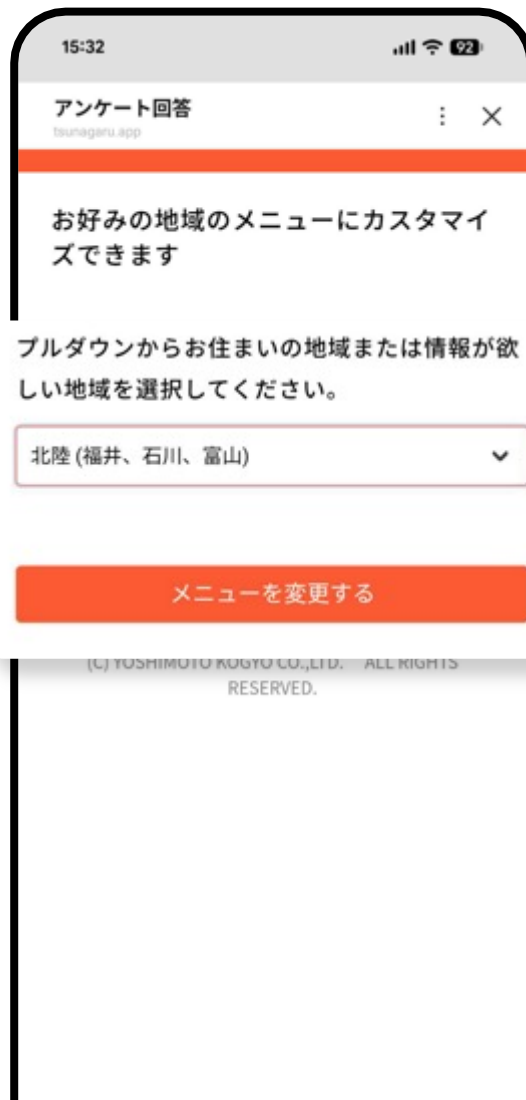 15:32
92
アンケート回答
tsunagaru.app
お好みの地域のメニューにカスタマイ
ズできます
プルダウンからお住まいの地域または情報が欲
しい地域を選択してください。
北陸 (福井、石川、富山)
メニューを変更する
(C) YOSHIMOTO KOGYO CO.,LTD. ALL RIGHTS
RESERVED.